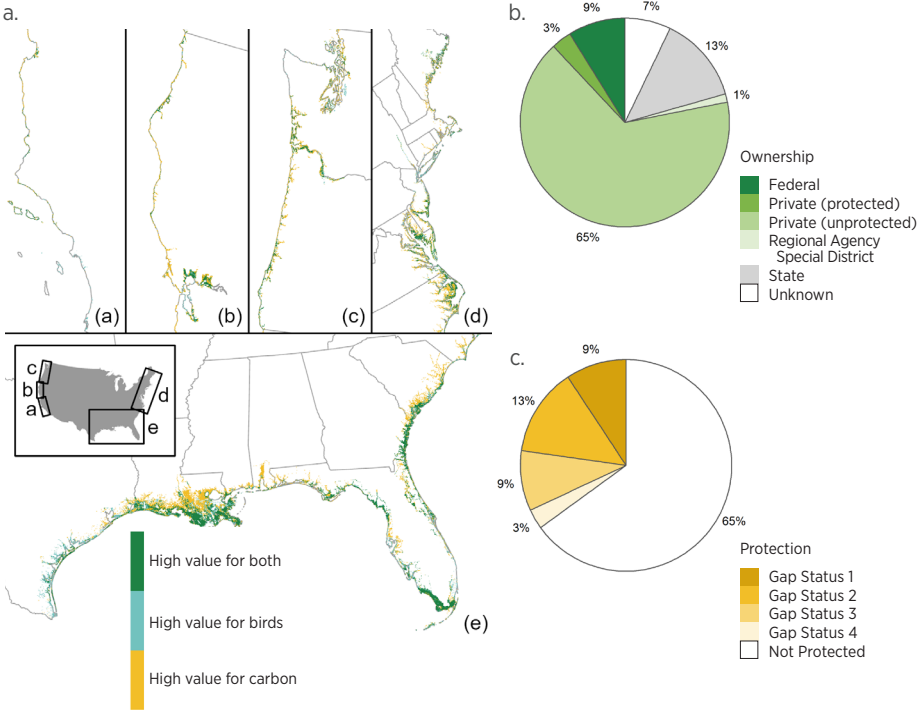 a.
(a)
(b)
(c)
(d)
c
b
a
d
e
High value for both
High value for birds
High value for carbon
(e)
b.
9%
7%
3%
13%
1%
65%
Ownership
Federal
Private (protected)
Private (unprotected)
Regional Agency
Special District
State
Unknown
c.
9%
13%
9%
3%
65%
Protection
Gap Status 1
Gap Status 2
Gap Status 3
Gap Status 4
Not Protected